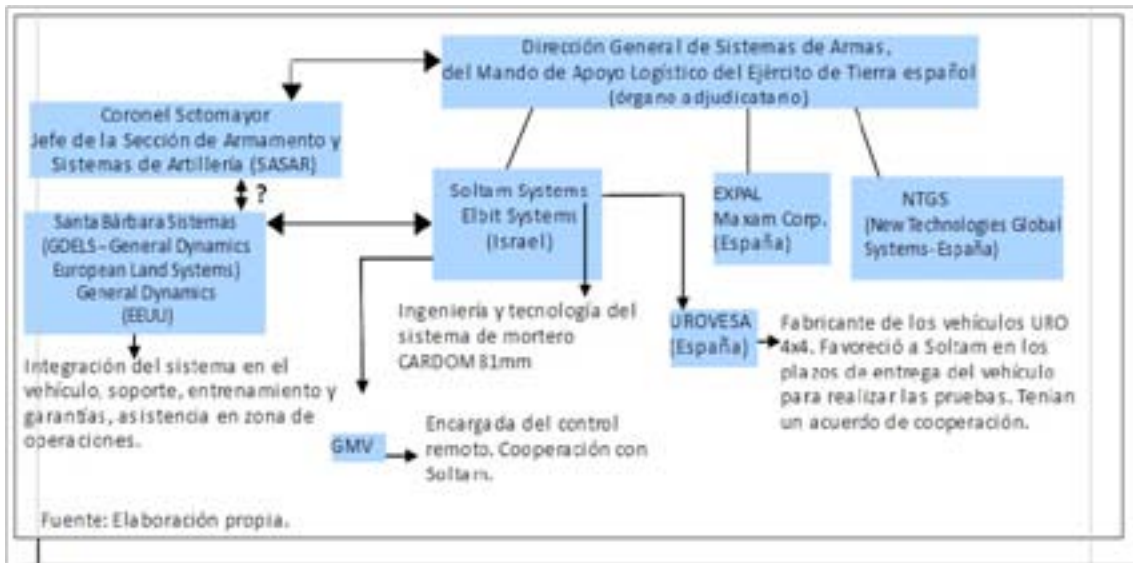 Dirección General de Sistemas de Armas,
del Mando de Apoyo Logístico del Ejército de Tierra español
(órgano adjudicatario)
Coronel Sotomayor
Jefe de la Sección de Armamento y
Sistemas de Artillería (SASAR)
?
Santa Bárbara Sistemas
(GDELS - General Dynamics
European Land Systems)
General Dynamics
(EEUU)
Integración del sistema en el
vehículo, soporte, entrenamiento y
garantías, asistencia en zona de
operaciones.
Soltam Systems
Elbit Systems
(Israel)
Ingeniería y tecnología del
sistema de mortero
CARDOM 81mm
GMV
Encargada del control
remoto. Cooperación con
Soltam.
EXPAL
Maxam Corp.
(España)
NTGS
(New Technologies Global
Systems- España)
UROVESA
(España)
Fabricante de los vehículos URO
4x4. Favoreció a Soltam en los
plazos de entrega del vehículo
para realizar las pruebas. Tenian
un acuerdo de cooperación.
Fuente: Elaboración propia.